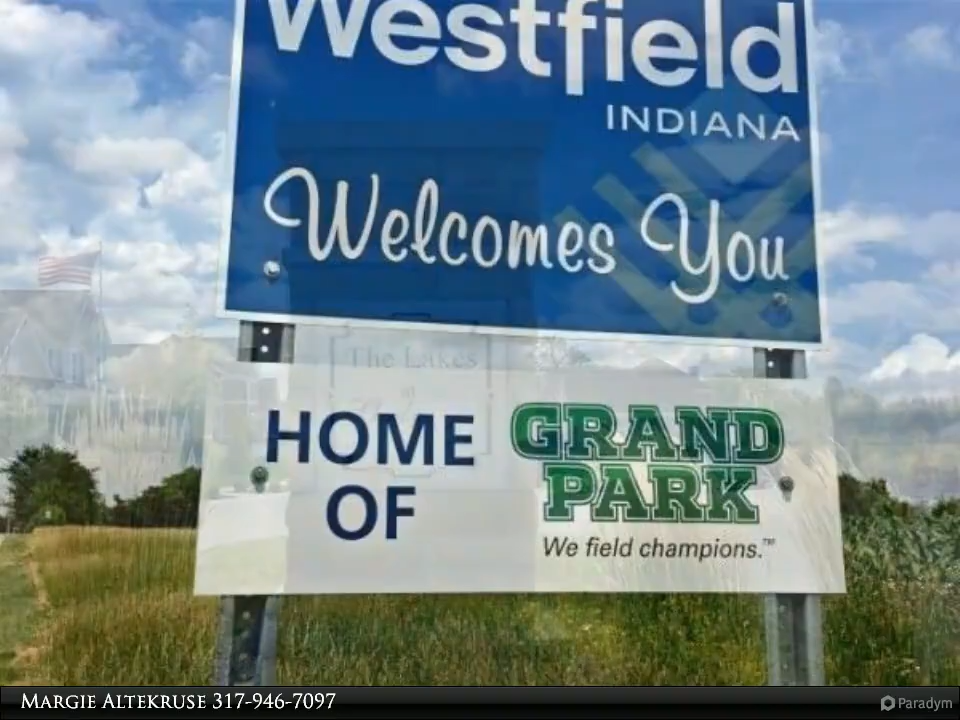 Westfield
INDIANA
Welcomes You
The Lakes
HOME
OF
GRAND
PARK
We field champions.™
MARGIE ALTEKRUSE 317-946-7097
Paradym